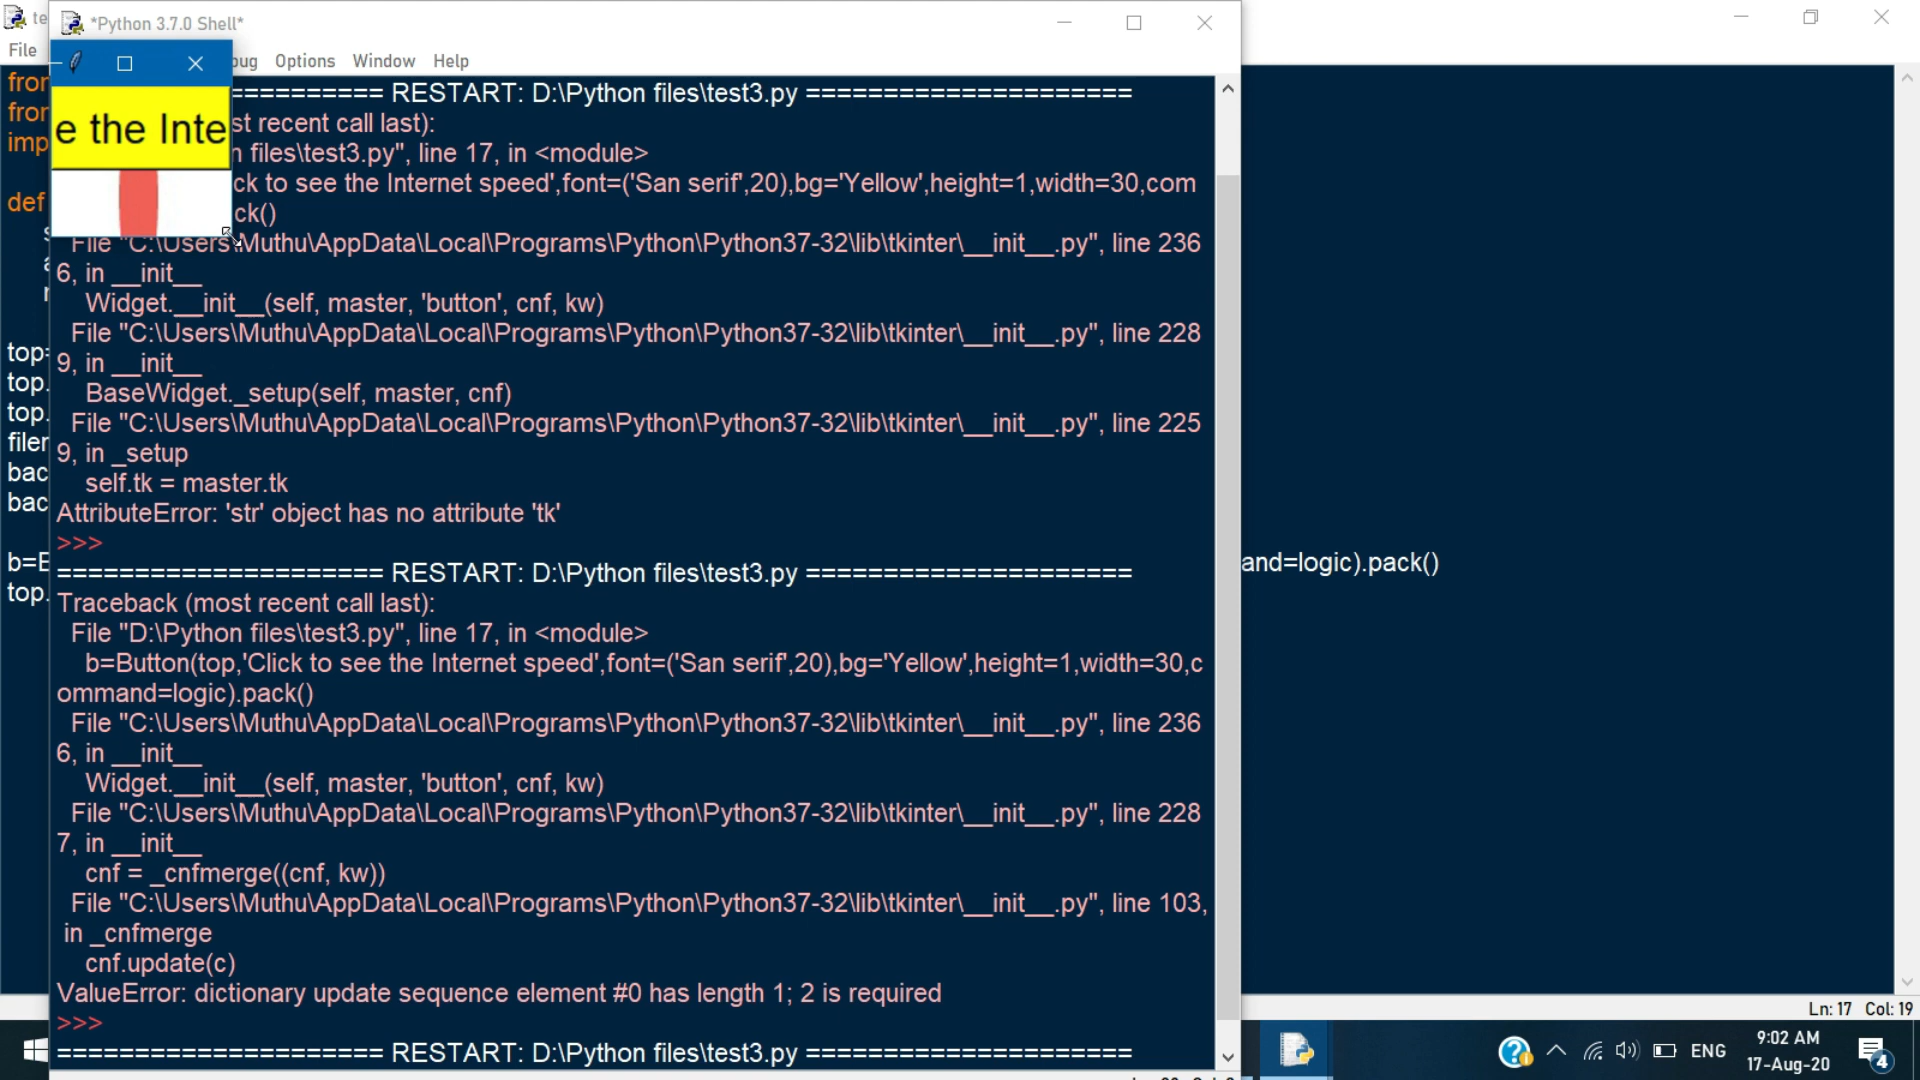 te
*Python 3.7.0 Shell*
File
bug Options Window Help
fror
fror
imp
def
top=
top.
top.
filer
bac
bac
b=E
top.
e the Inte
========== RESTART: D:\Python files\test3.py =====================
st recent call last):
n files\test3.py", line 17, in <module>
ck to see the Internet speed',font=('San serif',20),bg='Yellow',height=1,width=30,com
ck()
File "C:\Users\Muthu\AppData\Local\Programs\Python\Python37-32\lib\tkinter\__init__.py", line 236
6, in __init__
Widget.__init__(self, master, 'button', cnf, kw)
File "C:\Users\Muthu\AppData\Local\Programs\Python\Python37-32\lib\tkinter\__init__.py", line 228
9, in __init__
BaseWidget._setup(self, master, cnf)
File "C:\Users\Muthu\AppData\Local\Programs\Python\Python37-32\lib\tkinter\__init__.py", line 225
9, in _setup
self.tk = master.tk
AttributeError: 'str' object has no attribute 'tk'
>>>
===================== RESTART: D:\Python files\test3.py =====================
Traceback (most recent call last):
File "D:\Python files\test3.py", line 17, in <module>
b=Button(top,'Click to see the Internet speed',font=('San serif',20),bg='Yellow',height=1,width=30,c
ommand=logic).pack()
File "C:\Users\Muthu\AppData\Local\Programs\Python\Python37-32\lib\tkinter\__init__.py", line 236
6, in __init__
Widget.__init__(self, master, 'button', cnf, kw)
File "C:\Users\Muthu\AppData\Local\Programs\Python\Python37-32\lib\tkinter\__init__.py", line 228
7, in __init__
cnf = _cnfmerge((cnf, kw))
File "C:\Users\Muthu\AppData\Local\Programs\Python\Python37-32\lib\tkinter\__init__.py", line 103,
in _cnfmerge
cnf.update(c)
ValueError: dictionary update sequence element #0 has length 1; 2 is required
>>>
===================== RESTART: D:\Python files\test3.py =====================
and=logic).pack()
Ln: 17 Col: 19
ENG
9:02 AM
17-Aug-20
4